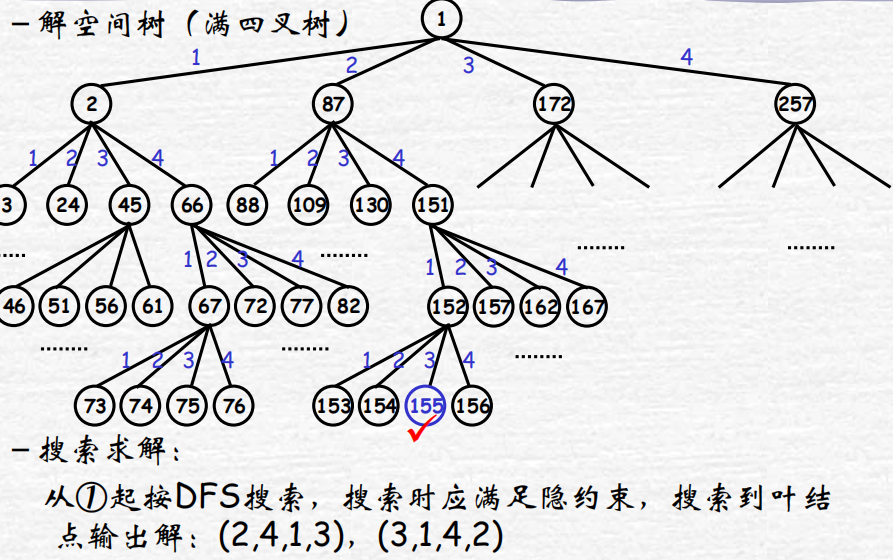 －解空间树（满四叉树）
1
1 2 3 4
2 87 172 257
1 2 3 4 1 2 3 4
3 24 45 66 88 109 130 151
........ ........ ........
1 2 3 4 1 2 3 4
46 51 56 61 67 72 77 82 152 157 162 167
........ ........ ........
1 2 3 4 1 2 3 4
73 74 75 76 153 154 155 156
✓
－搜索求解：
从①起按DFS搜索，搜索时应满足隐约束，搜索到叶结
点输出解：(2,4,1,3)，(3,1,4,2)